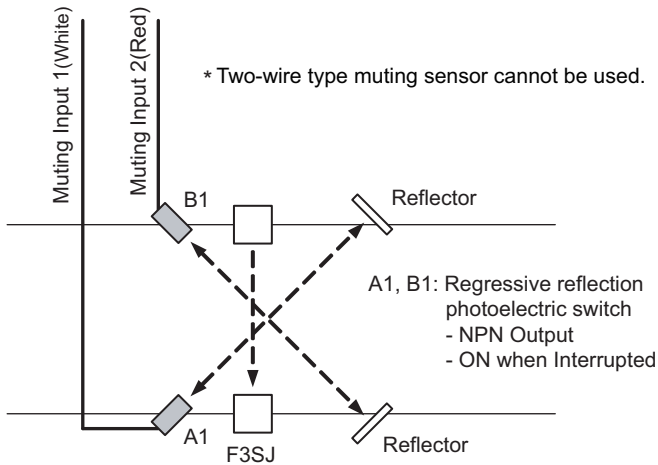 Muting Input 1(White)
Muting Input 2(Red)
* Two-wire type muting sensor cannot be used.
B1
Reflector
A1, B1: Regressive reflection
photoelectric switch
- NPN Output
- ON when Interrupted
A1
F3SJ
Reflector